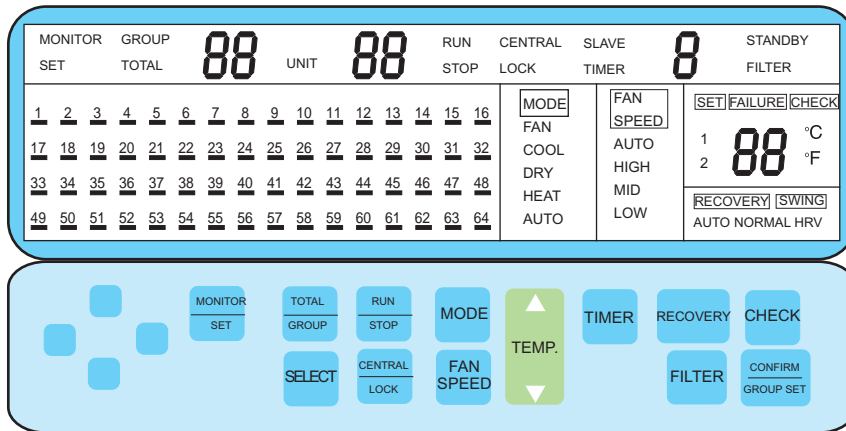 MONITOR GROUP 88 UNIT 88 RUN CENTRAL SLAVE 8 STANDBY
SET TOTAL STOP LOCK TIMER FILTER
1 2 3 4 5 6 7 8 9 10 11 12 13 14 15 16
17 18 19 20 21 22 23 24 25 26 27 28 29 30 31 32
33 34 35 36 37 38 39 40 41 42 43 44 45 46 47 48
49 50 51 52 53 54 55 56 57 58 59 60 61 62 63 64
MODE
FAN
COOL
DRY
HEAT
AUTO
FAN
SPEED
AUTO
HIGH
MID
LOW
SET FAILURE CHECK
1 88 °C
2 °F
RECOVERY SWING
AUTO NORMAL HRV
MONITOR
SET
TOTAL
GROUP
RUN
STOP
MODE
TEMP.
TIMER
RECOVERY
CHECK
SELECT
CENTRAL
LOCK
FAN
SPEED
FILTER
CONFIRM
GROUP SET